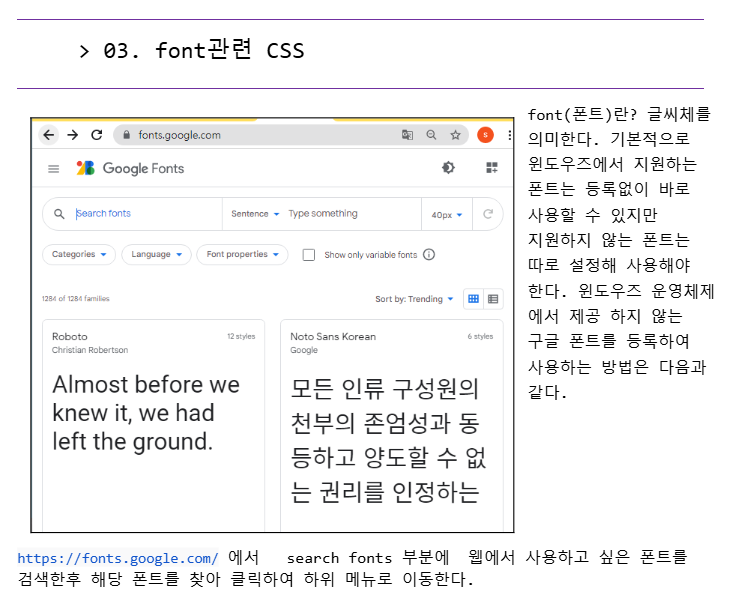 > 03. font관련 CSS
font(폰트)란? 글씨체를
의미한다. 기본적으로
윈도우즈에서 지원하는
폰트는 등록없이 바로
사용할 수 있지만
지원하지 않는 폰트는
따로 설정해 사용해야
한다. 윈도우즈 운영체제
에서 제공 하지 않는
구글 폰트를 등록하여
사용하는 방법은 다음과
같다.
fonts.google.com
S
Google Fonts
Search fonts
Sentence
Type something
40px
Categories
Language
Font properties
Show only variable fonts
1284 of 1284 families
Sort by: Trending
Roboto
12 styles
Christian Robertson
Almost before we
knew it, we had
left the ground.
Noto Sans Korean
6 styles
Google
모든 인류 구성원의
천부의 존엄성과 동
등하고 양도할 수 없
는 권리를 인정하는
https://fonts.google.com/ 에서 search fonts 부분에 웹에서 사용하고 싶은 폰트를
검색한후 해당 폰트를 찾아 클릭하여 하위 메뉴로 이동한다.